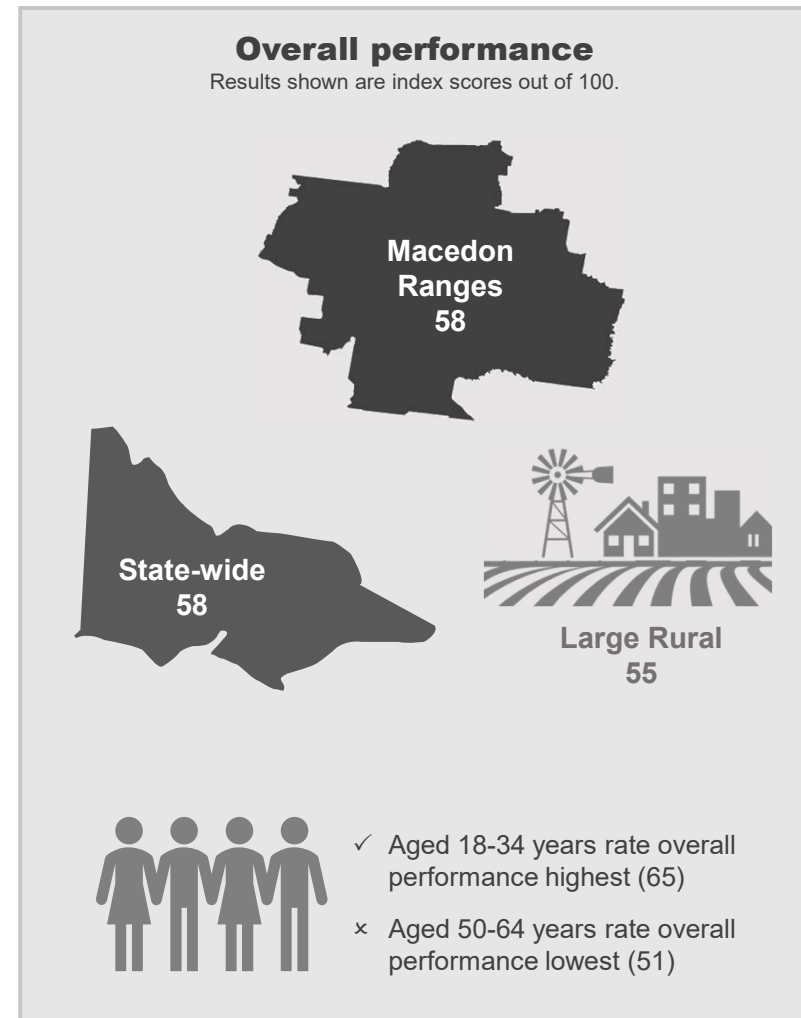 Overall performance
Results shown are index scores out of 100.
Macedon
Ranges
58
State-wide
58
Large Rural
55
✓ Aged 18-34 years rate overall
performance highest (65)
× Aged 50-64 years rate overall
performance lowest (51)